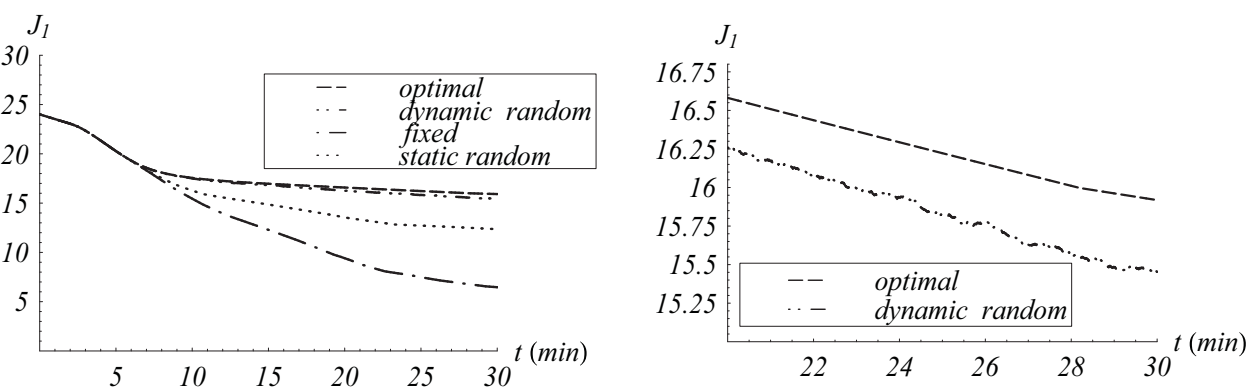 J1
30
25
20
15
10
5
optimal
dynamic random
fixed
static random
t (min)
5 10 15 20 25 30
J1
16.75
16.5
16.25
16
15.75
15.5
15.25
optimal
dynamic random
t (min)
22 24 26 28 30